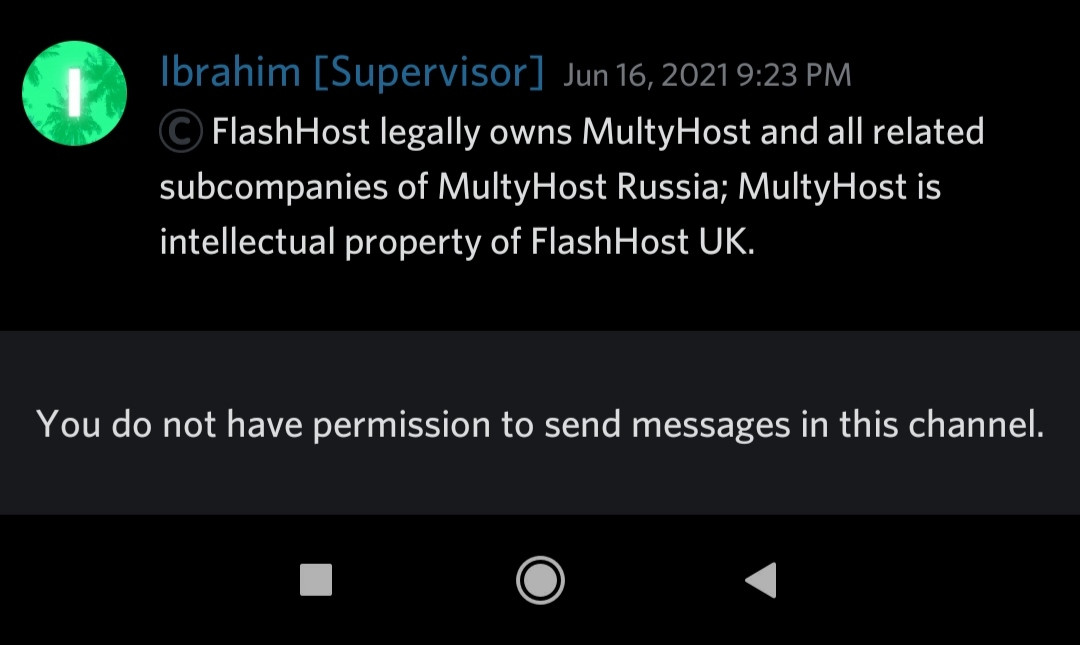 I
Ibrahim [Supervisor] Jun 16, 2021 9:23 PM
© FlashHost legally owns MultyHost and all related
subcompanies of MultyHost Russia; MultyHost is
intellectual property of FlashHost UK.
You do not have permission to send messages in this channel.